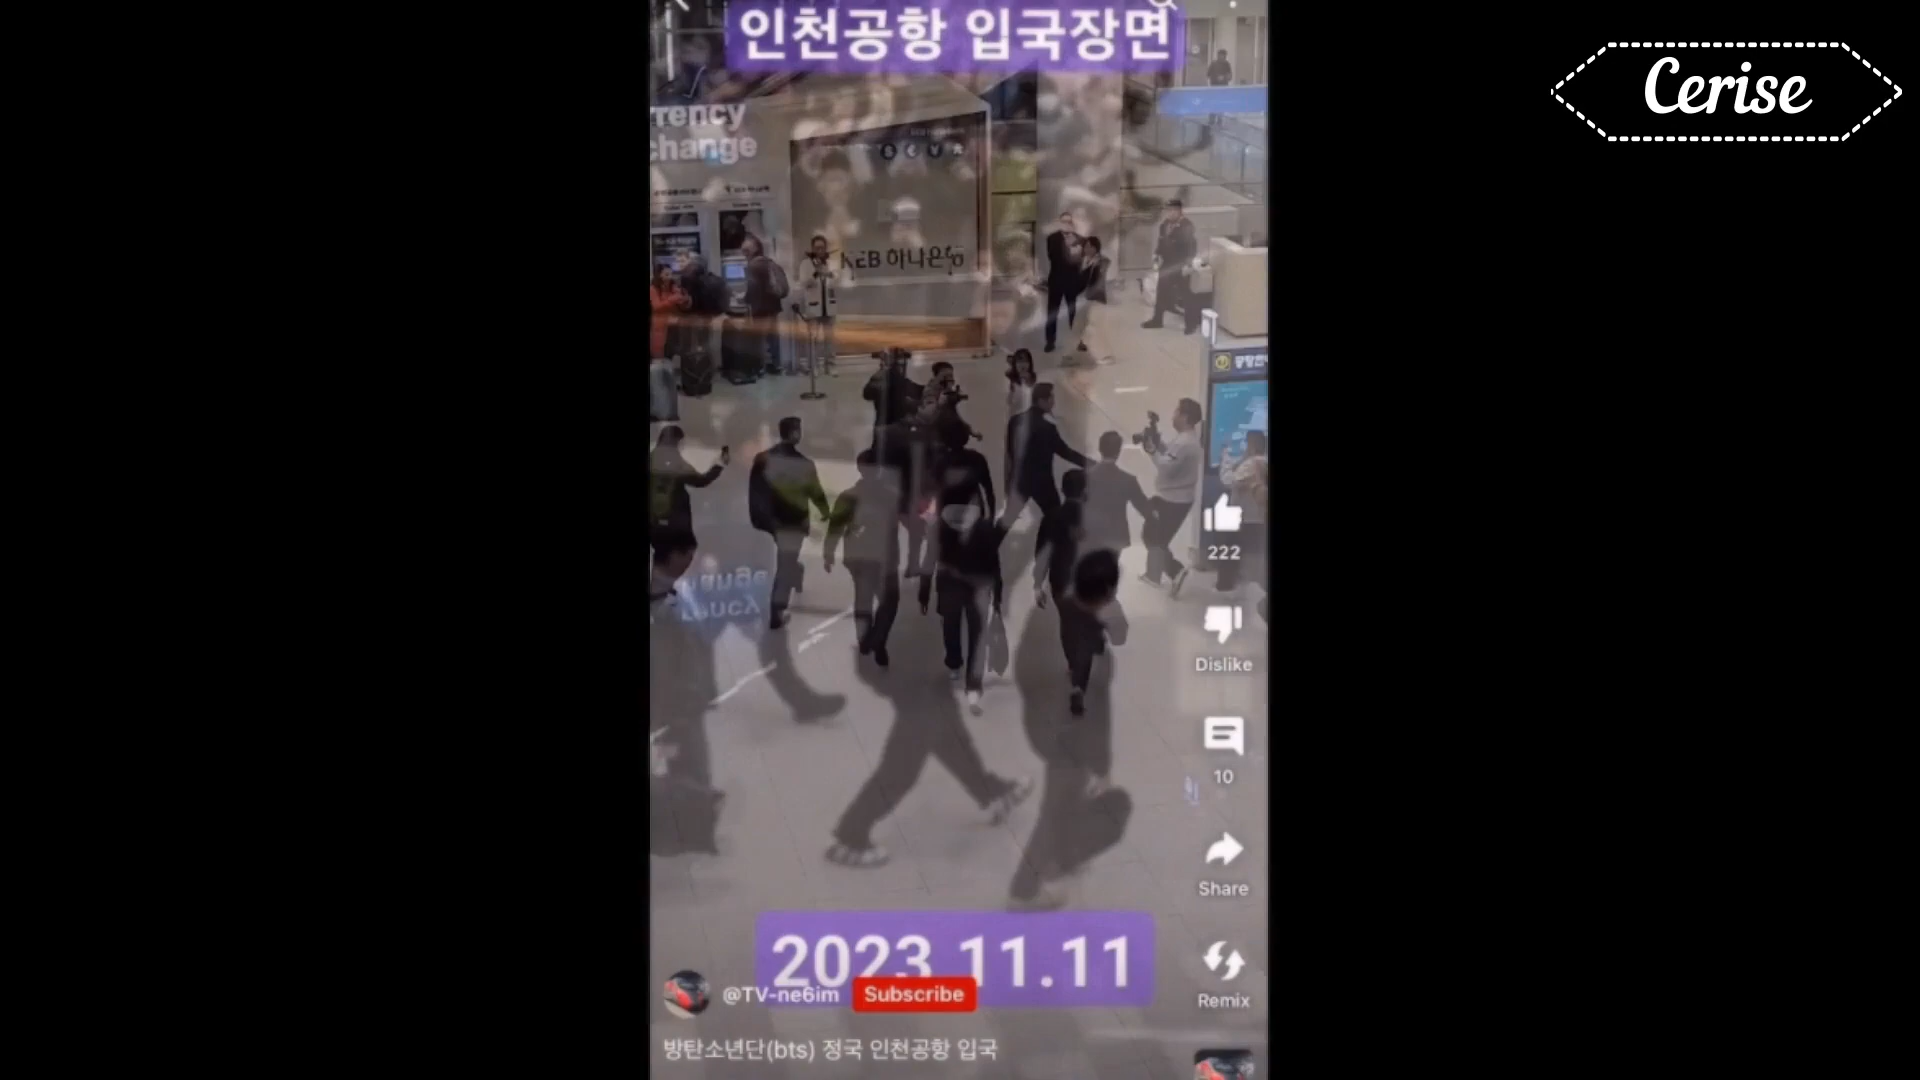 인천공항 입국장면
Cerise
rrency
change
KEB 하나은행
222
Dislike
10
Share
2023.11.11
@TV-ne6im
Subscribe
Remix
방탄소년단(bts) 정국 인천공항 입국